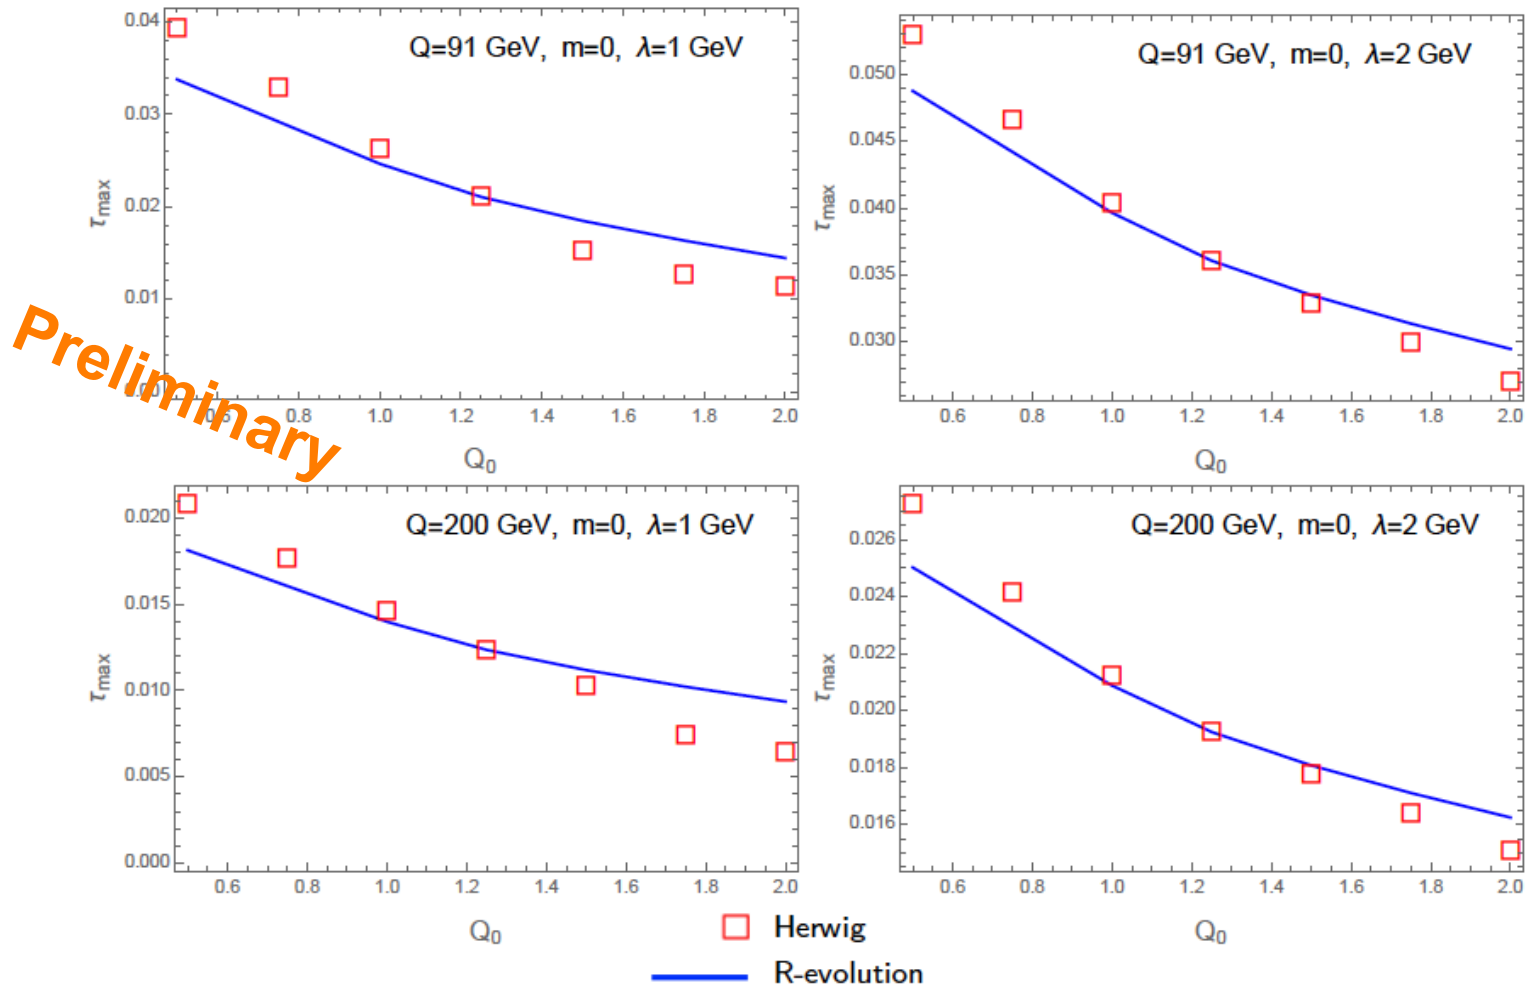 0.04
Q=91 GeV, m=0, λ=1 GeV
0.03
0.02
0.01
0.00
τmax
0.6 0.8 1.0 1.2 1.4 1.6 1.8 2.0
Q0
Q=91 GeV, m=0, λ=2 GeV
0.050
0.045
0.040
0.035
0.030
τmax
0.6 0.8 1.0 1.2 1.4 1.6 1.8 2.0
Q0
Preliminary
Q=200 GeV, m=0, λ=1 GeV
0.020
0.015
0.010
0.005
0.000
τmax
0.6 0.8 1.0 1.2 1.4 1.6 1.8 2.0
Q0
Q=200 GeV, m=0, λ=2 GeV
0.026
0.024
0.022
0.020
0.018
0.016
τmax
0.6 0.8 1.0 1.2 1.4 1.6 1.8 2.0
Q0
Herwig
R-evolution